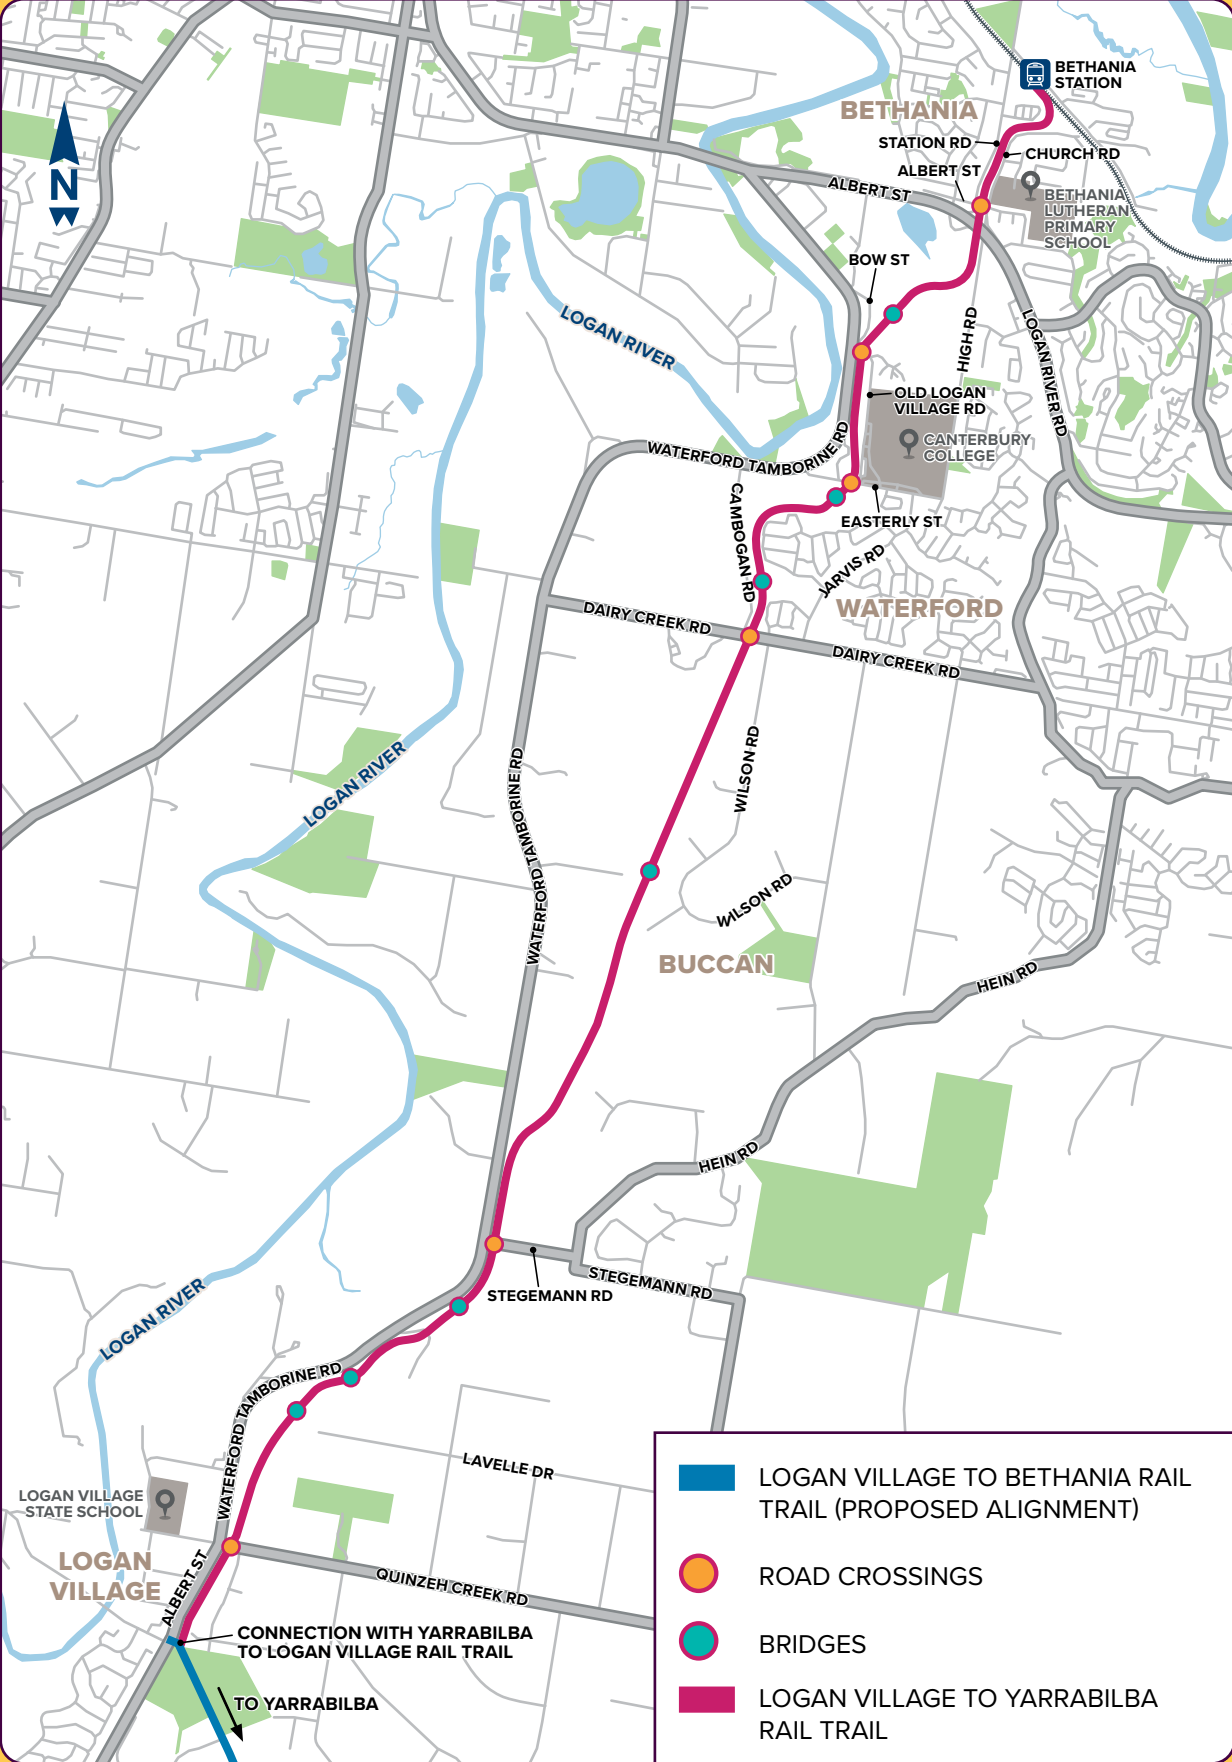 BETHANIA
STATION
BETHANIA
STATION RD
CHURCH RD
ALBERT ST
ALBERT ST
BETHANIA
LUTHERAN
PRIMARY
SCHOOL
N
BOW ST
LOGAN RIVER
HIGH RD
LOGAN RIVER RD
OLD LOGAN
VILLAGE RD
CANTERBURY
COLLEGE
WATERFORD TAMBORINE RD
CAMBOGAN RD
EASTERLY ST
JARVIS RD
WATERFORD
DAIRY CREEK RD
DAIRY CREEK RD
WILSON RD
LOGAN RIVER
WATERFORD TAMBORINE RD
WATERFORD TAMBORINE RD
WILSON RD
BUCCAN
HEIN RD
HEIN RD
STEGEMANN RD
STEGEMANN RD
LOGAN RIVER
WATERFORD TAMBORINE RD
LAVELLE DR
LOGAN VILLAGE
STATE SCHOOL
LOGAN
VILLAGE
ALBERT ST
QUINZEH CREEK RD
CONNECTION WITH YARRABILBA
TO LOGAN VILLAGE RAIL TRAIL
TO YARRABILBA
LOGAN VILLAGE TO BETHANIA RAIL
TRAIL (PROPOSED ALIGNMENT)
ROAD CROSSINGS
BRIDGES
LOGAN VILLAGE TO YARRABILBA
RAIL TRAIL